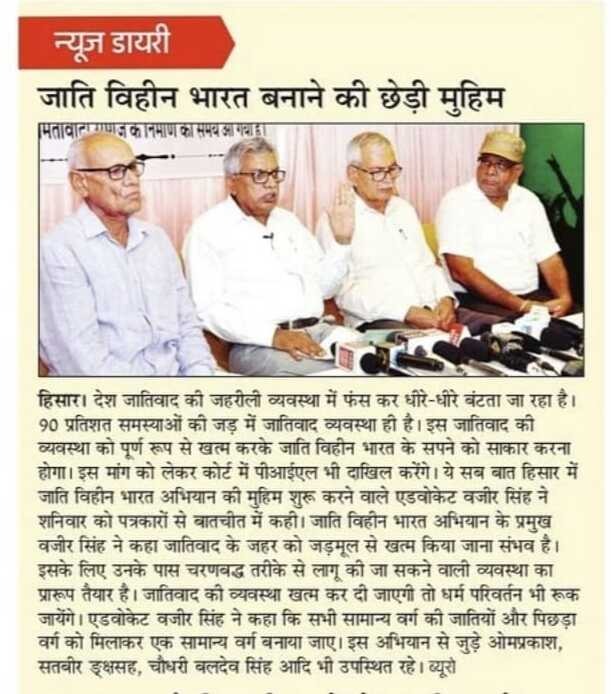 न्यूज डायरी
जाति विहीन भारत बनाने की छेड़ी मुहिम
के निर्माण का समय आ गया है।
हिसार। देश जातिवाद की जहरीली व्यवस्था में फंस कर धीरे-धीरे बंटता जा रहा है।
90 प्रतिशत समस्याओं की जड़ में जातिवाद व्यवस्था ही है। इस जातिवाद की
व्यवस्था को पूर्ण रूप से खत्म करके जाति विहीन भारत के सपने को साकार करना
होगा। इस मांग को लेकर कोर्ट में पीआईएल भी दाखिल करेंगे। ये सब बात हिसार में
जाति विहीन भारत अभियान की मुहिम शुरू करने वाले एडवोकेट वजीर सिंह ने
शनिवार को पत्रकारों से बातचीत में कही। जाति विहीन भारत अभियान के प्रमुख
वजीर सिंह ने कहा जातिवाद के जहर को जड़मूल से खत्म किया जाना संभव है।
इसके लिए उनके पास चरणबद्ध तरीके से लागू की जा सकने वाली व्यवस्था का
प्रारूप तैयार है। जातिवाद की व्यवस्था खत्म कर दी जाएगी तो धर्म परिवर्तन भी रूक
जायेंगे। एडवोकेट वजीर सिंह ने कहा कि सभी सामान्य वर्ग की जातियों और पिछड़ा
वर्ग को मिलाकर एक सामान्य वर्ग बनाया जाए। इस अभियान से जुड़े ओमप्रकाश,
सतबीर ङ्क्षसह, चौधरी बलदेव सिंह आदि भी उपस्थित रहे। ब्यूरो